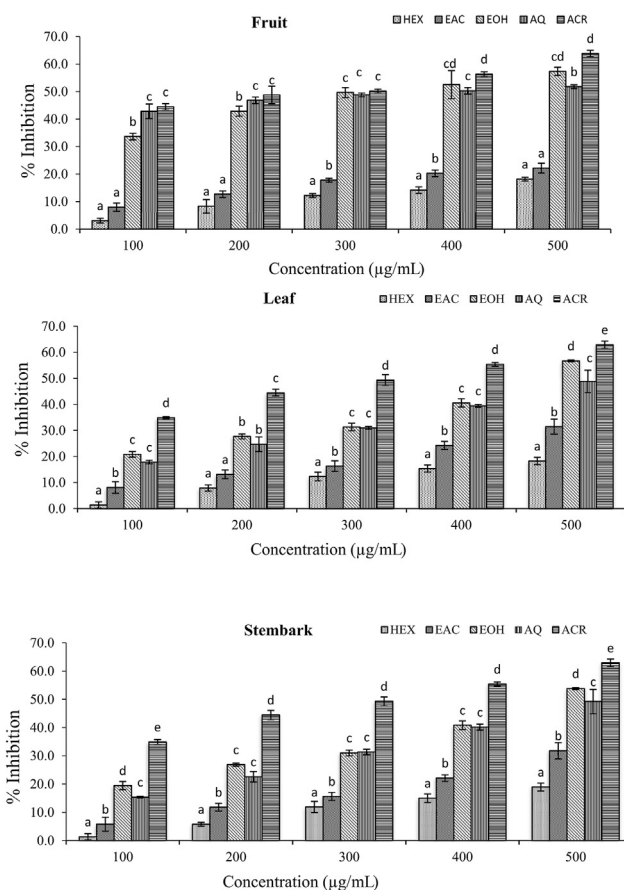 Fruit
HEX EAC EOH AQ ACR
% Inhibition
70.0
60.0
50.0
40.0
30.0
20.0
10.0
0.0
a a b c c
a a b c c
a b c c c
a b cd c d
a a cd b d
100 200 300 400 500
Concentration (µg/mL)
Leaf
HEX EAC EOH AQ ACR
% Inhibition
70.0
60.0
50.0
40.0
30.0
20.0
10.0
0.0
a b c c d
a b b b c
a b c c d
a b c c d
a b d c e
100 200 300 400 500
Concentration (µg/mL)
Stembark
HEX EAC EOH AQ ACR
% Inhibition
70.0
60.0
50.0
40.0
30.0
20.0
10.0
0.0
a b d c e
a b c c d
a b c c d
a b c c d
a b d c e
100 200 300 400 500
Concentration (µg/mL)